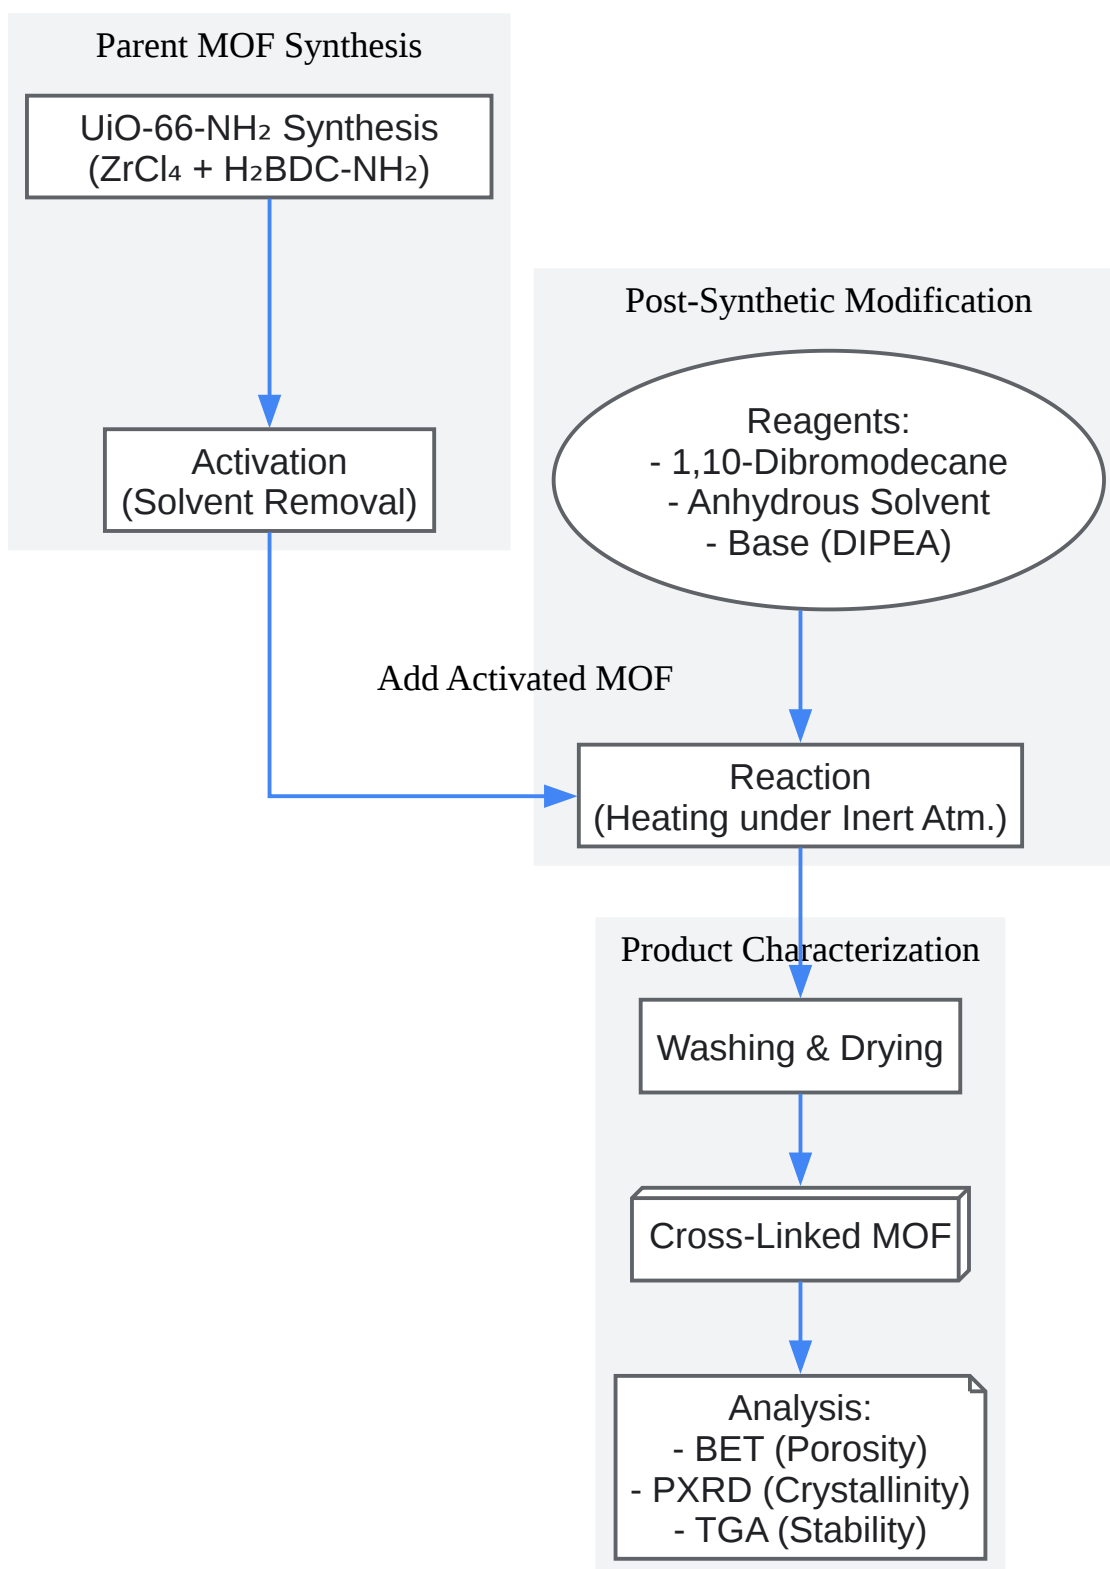 Parent MOF Synthesis
UiO-66-NH₂ Synthesis
(ZrCl₄ + H₂BDC-NH₂)
Activation
(Solvent Removal)
Post-Synthetic Modification
Reagents:
- 1,10-Dibromodecane
- Anhydrous Solvent
- Base (DIPEA)
Add Activated MOF
Reaction
(Heating under Inert Atm.)
Product Characterization
Washing & Drying
Cross-Linked MOF
Analysis:
- BET (Porosity)
- PXRD (Crystallinity)
- TGA (Stability)